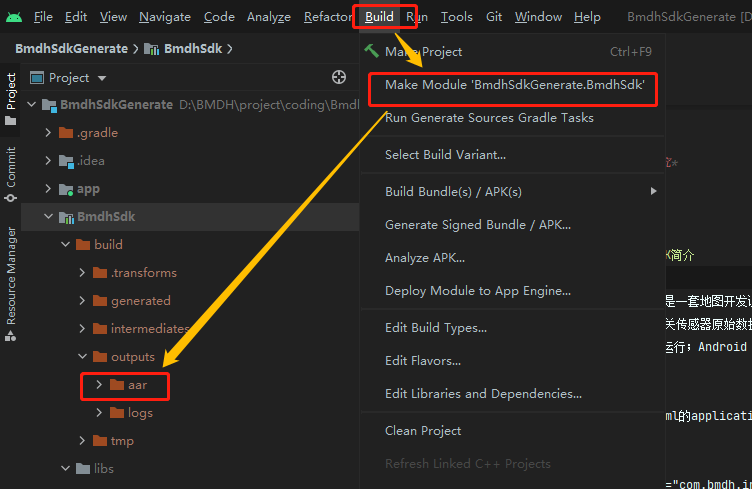 File Edit View Navigate Code Analyze Refactor Build Run Tools Git Window Help BmdhSdkGenerate [D:\B
BmdhSdkGenerate BmdhSdk
Project
Project
Commit
Resource Manager
BmdhSdkGenerate D:\BMDH\project\coding\Bmdl
.gradle
.idea
app
BmdhSdk
build
.transforms
generated
intermediates
outputs
aar
logs
tmp
libs
Make Project Ctrl+F9
Make Module 'BmdhSdkGenerate.BmdhSdk'
Run Generate Sources Gradle Tasks
Select Build Variant...
Build Bundle(s) / APK(s)
Generate Signed Bundle / APK...
Analyze APK...
Deploy Module to App Engine...
Edit Build Types...
Edit Flavors...
Edit Libraries and Dependencies...
Clean Project
Refresh Linked C++ Projects
简介
是一套地图开发
关传感器原始数据
运行；Android
ml的applicati
="com.bmdh.in